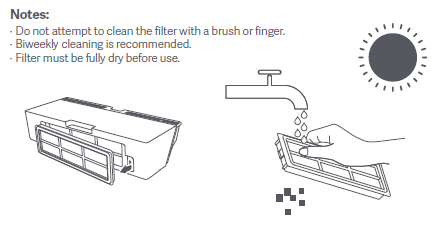 Notes:
· Do not attempt to clean the filter with a brush or finger.
· Biweekly cleaning is recommended.
· Filter must be fully dry before use.